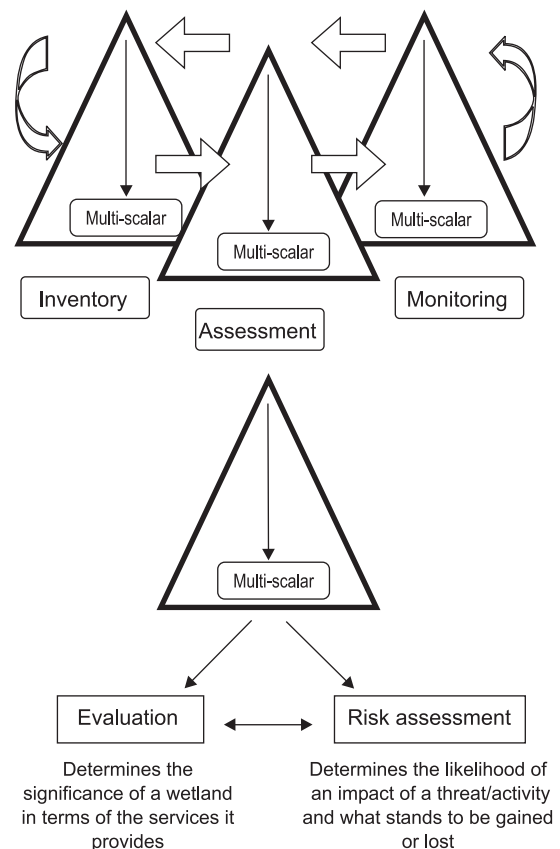 Multi-scalar
Multi-scalar
Multi-scalar
Inventory
Monitoring
Assessment
Multi-scalar
Evaluation
Risk assessment
Determines the
significance of a wetland
in terms of the services it
provides
Determines the likelihood of
an impact of a threat/activity
and what stands to be gained
or lost